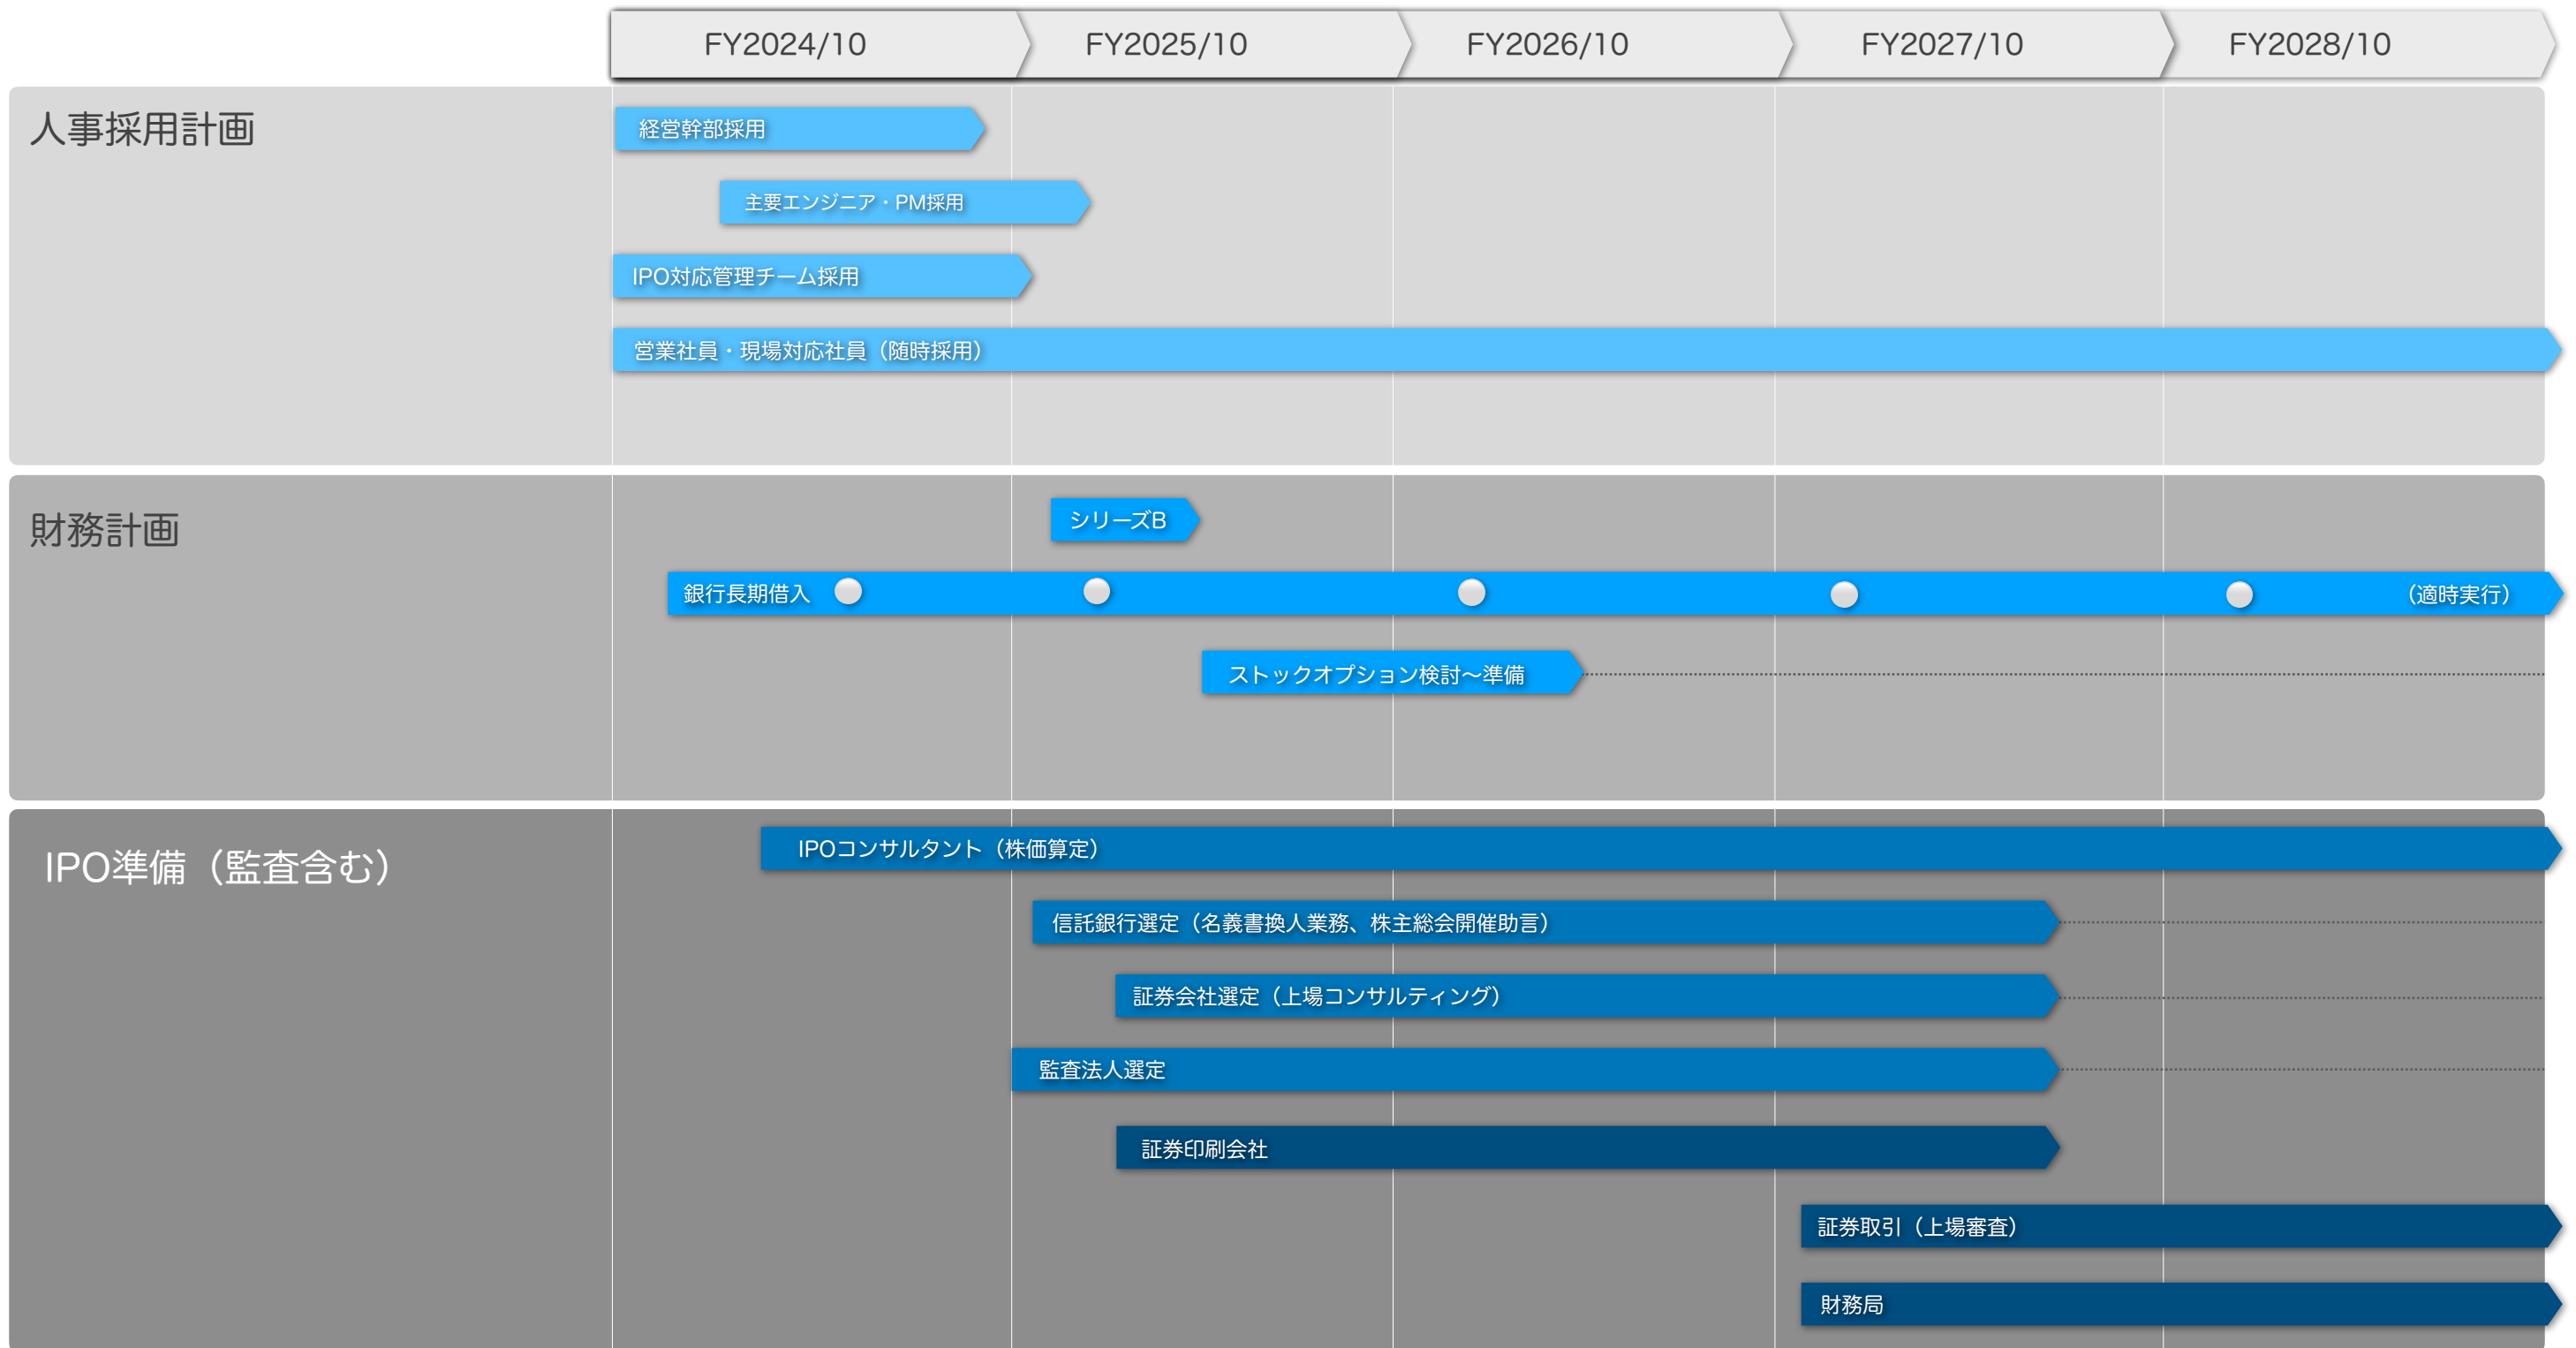 FY2024/10 FY2025/10 FY2026/10 FY2027/10 FY2028/10
人事採用計画
経営幹部採用
主要エンジニア・PM採用
IPO対応管理チーム採用
営業社員・現場対応社員（随時採用）
財務計画
シリーズB
銀行長期借入 （適時実行）
ストックオプション検討〜準備
IPO準備（監査含む）
IPOコンサルタント（株価算定）
信託銀行選定（名義書換人業務、株主総会開催助言）
証券会社選定（上場コンサルティング）
監査法人選定
証券印刷会社
証券取引（上場審査）
財務局